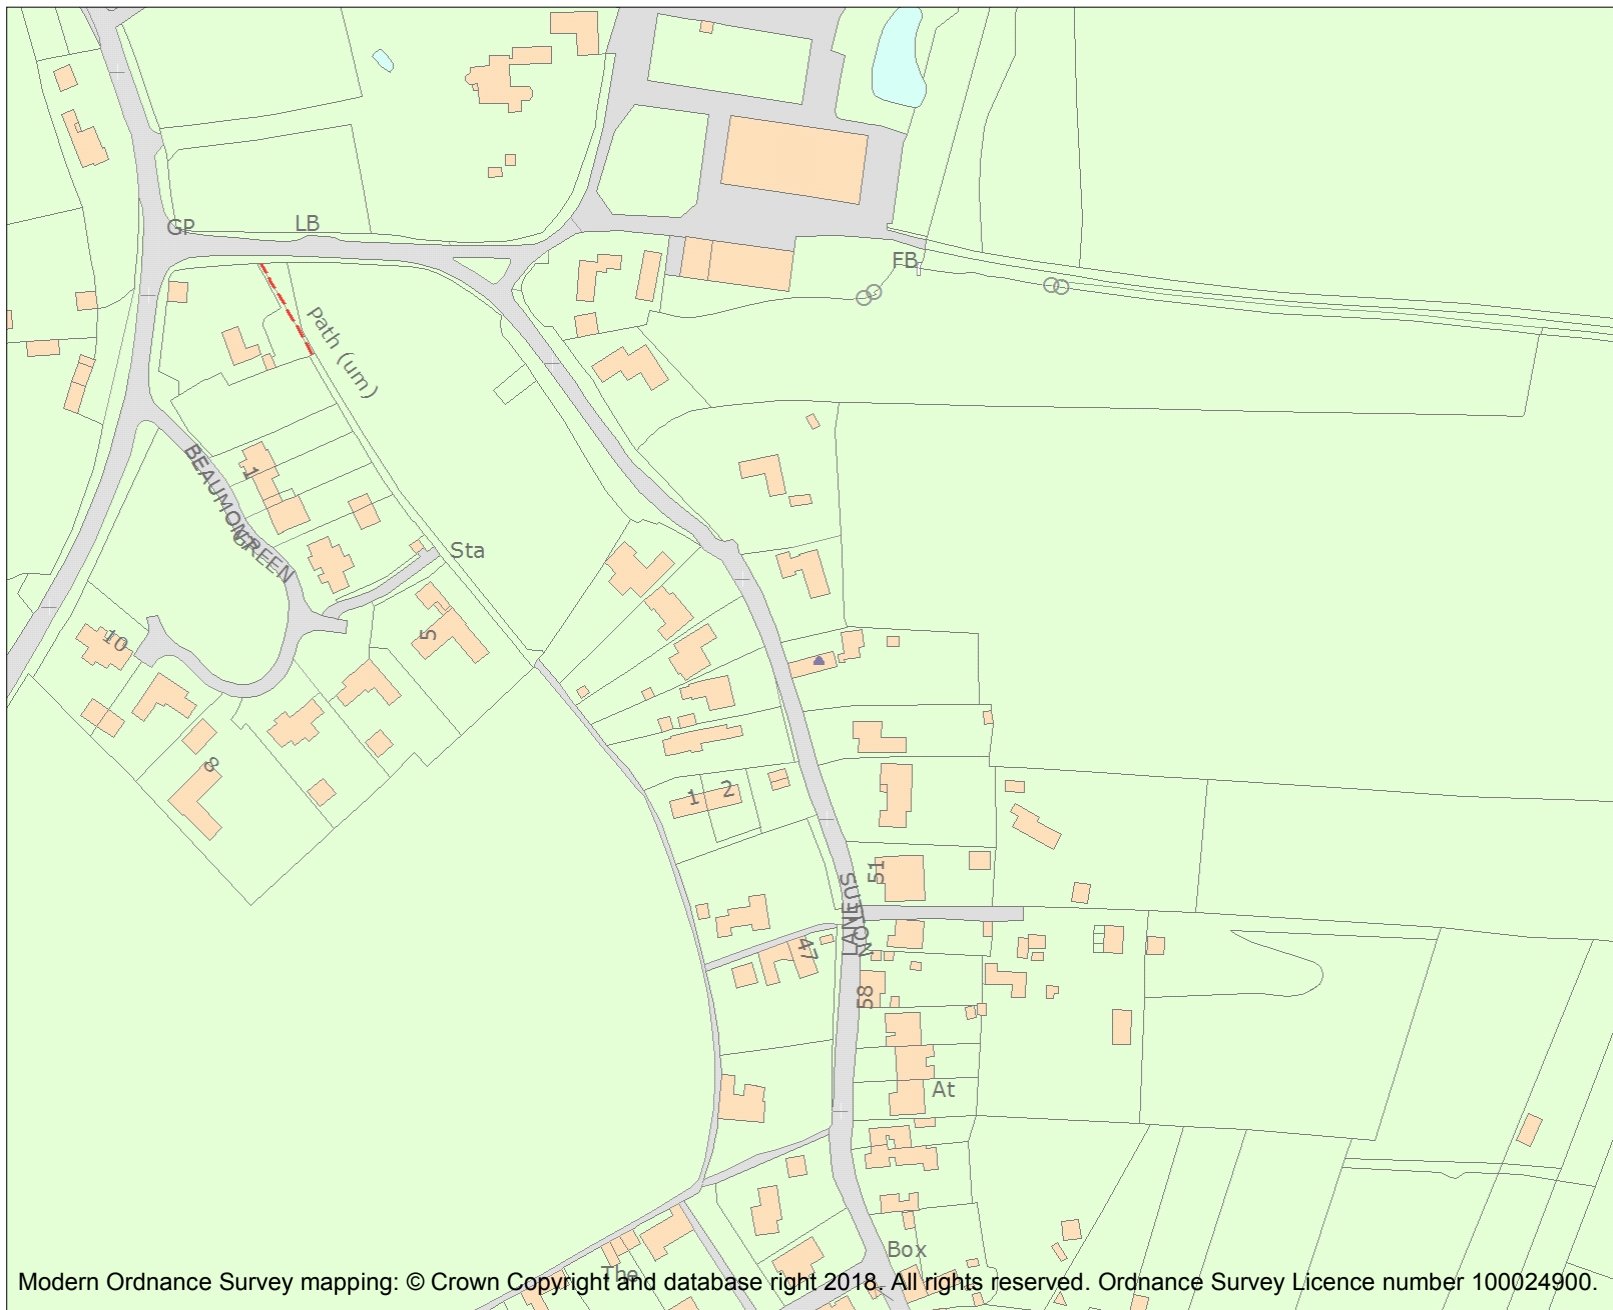 GP
LB
FB
Path (um)
BEAUMONT
GREEN
1
Sta
10
5
8
1
2
51
SUTTON
LANE
47
58
At
Box
The
Modern Ordnance Survey mapping: © Crown Copyright and database right 2018. All rights reserved. Ordnance Survey Licence number 100024900.